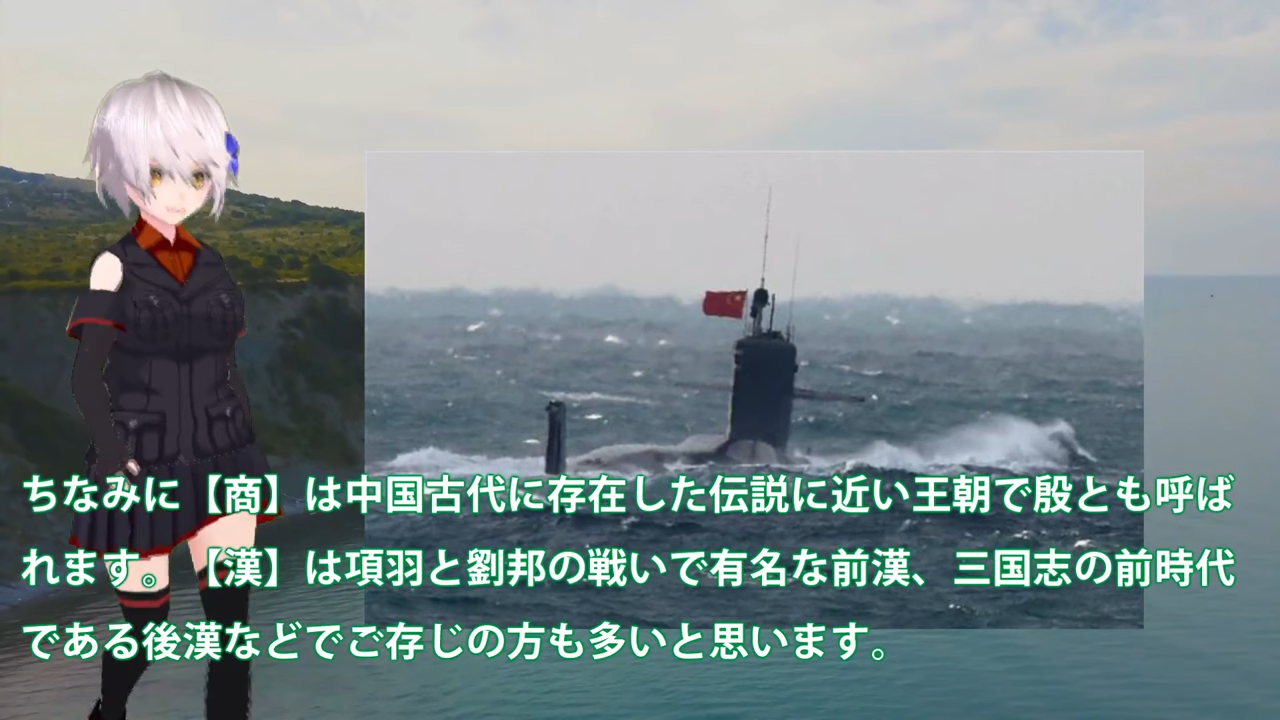 ちなみに【商】は中国古代に存在した伝説に近い王朝で殷とも呼ば
れます。【漢】は項羽と劉邦の戦いで有名な前漢、三国志の前時代
である後漢などでご存じの方も多いと思います。